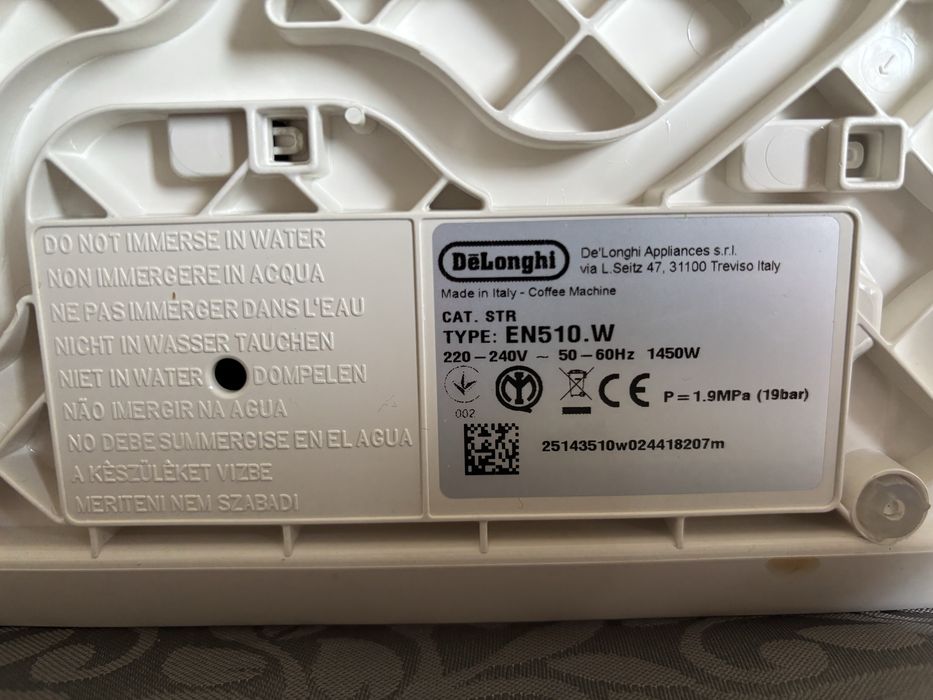 DO NOT IMMERSE IN WATER
NON IMMERGERE IN ACQUA
NE PAS IMMERGER DANS L'EAU
NICHT IN WASSER TAUCHEN
NIET IN WATER DOMPELEN
NÃO IMERGIR NA AGUA
NO DEBE SUMMERGISE EN EL AGUA
A KÈSZÜLÈKET VIZBE
MERITENI NEM SZABADI
DēLonghi
De'Longhi Appliances s.r.l.
via L.Seitz 47, 31100 Treviso Italy
Made in Italy - Coffee Machine
CAT. STR
TYPE: EN510.W
220–240V ~ 50–60Hz 1450W
002
CE
P=1.9MPa (19bar)
25143510w024418207m